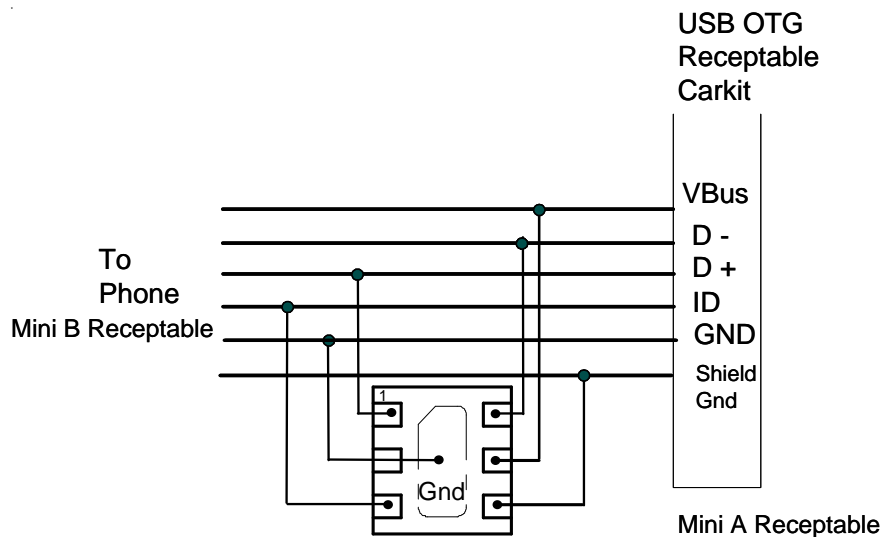 USB OTG
Receptable
Carkit
VBus
D -
D +
ID
GND
Shield
Gnd
To
Phone
Mini B Receptable
1
Gnd
Mini A Receptable